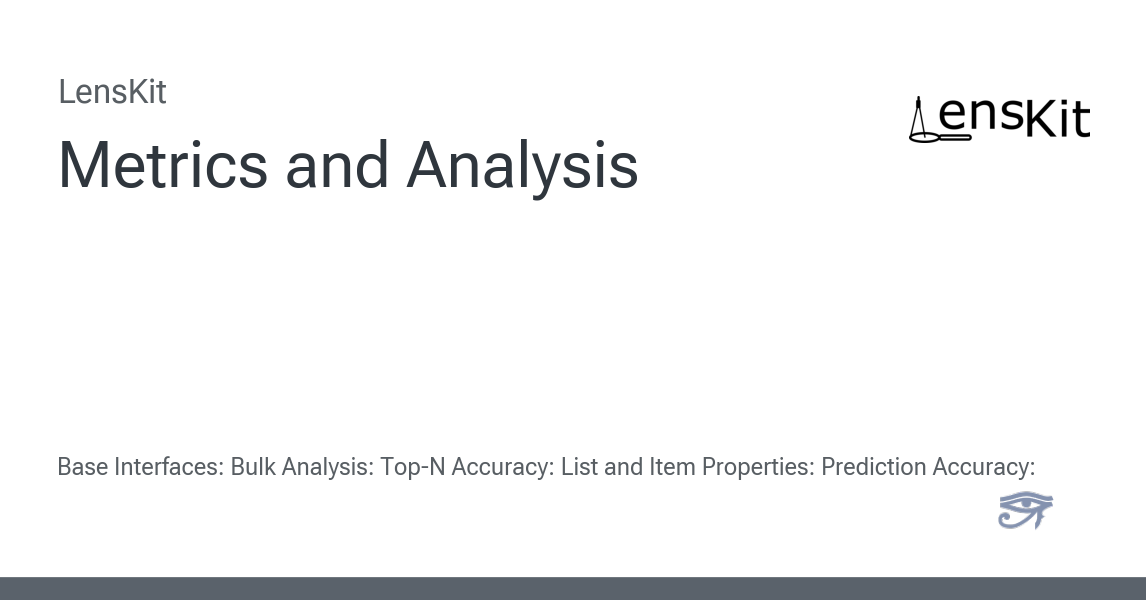 LensKit
LensKit
Metrics and Analysis
Base Interfaces: Bulk Analysis: Top-N Accuracy: List and Item Properties: Prediction Accuracy: